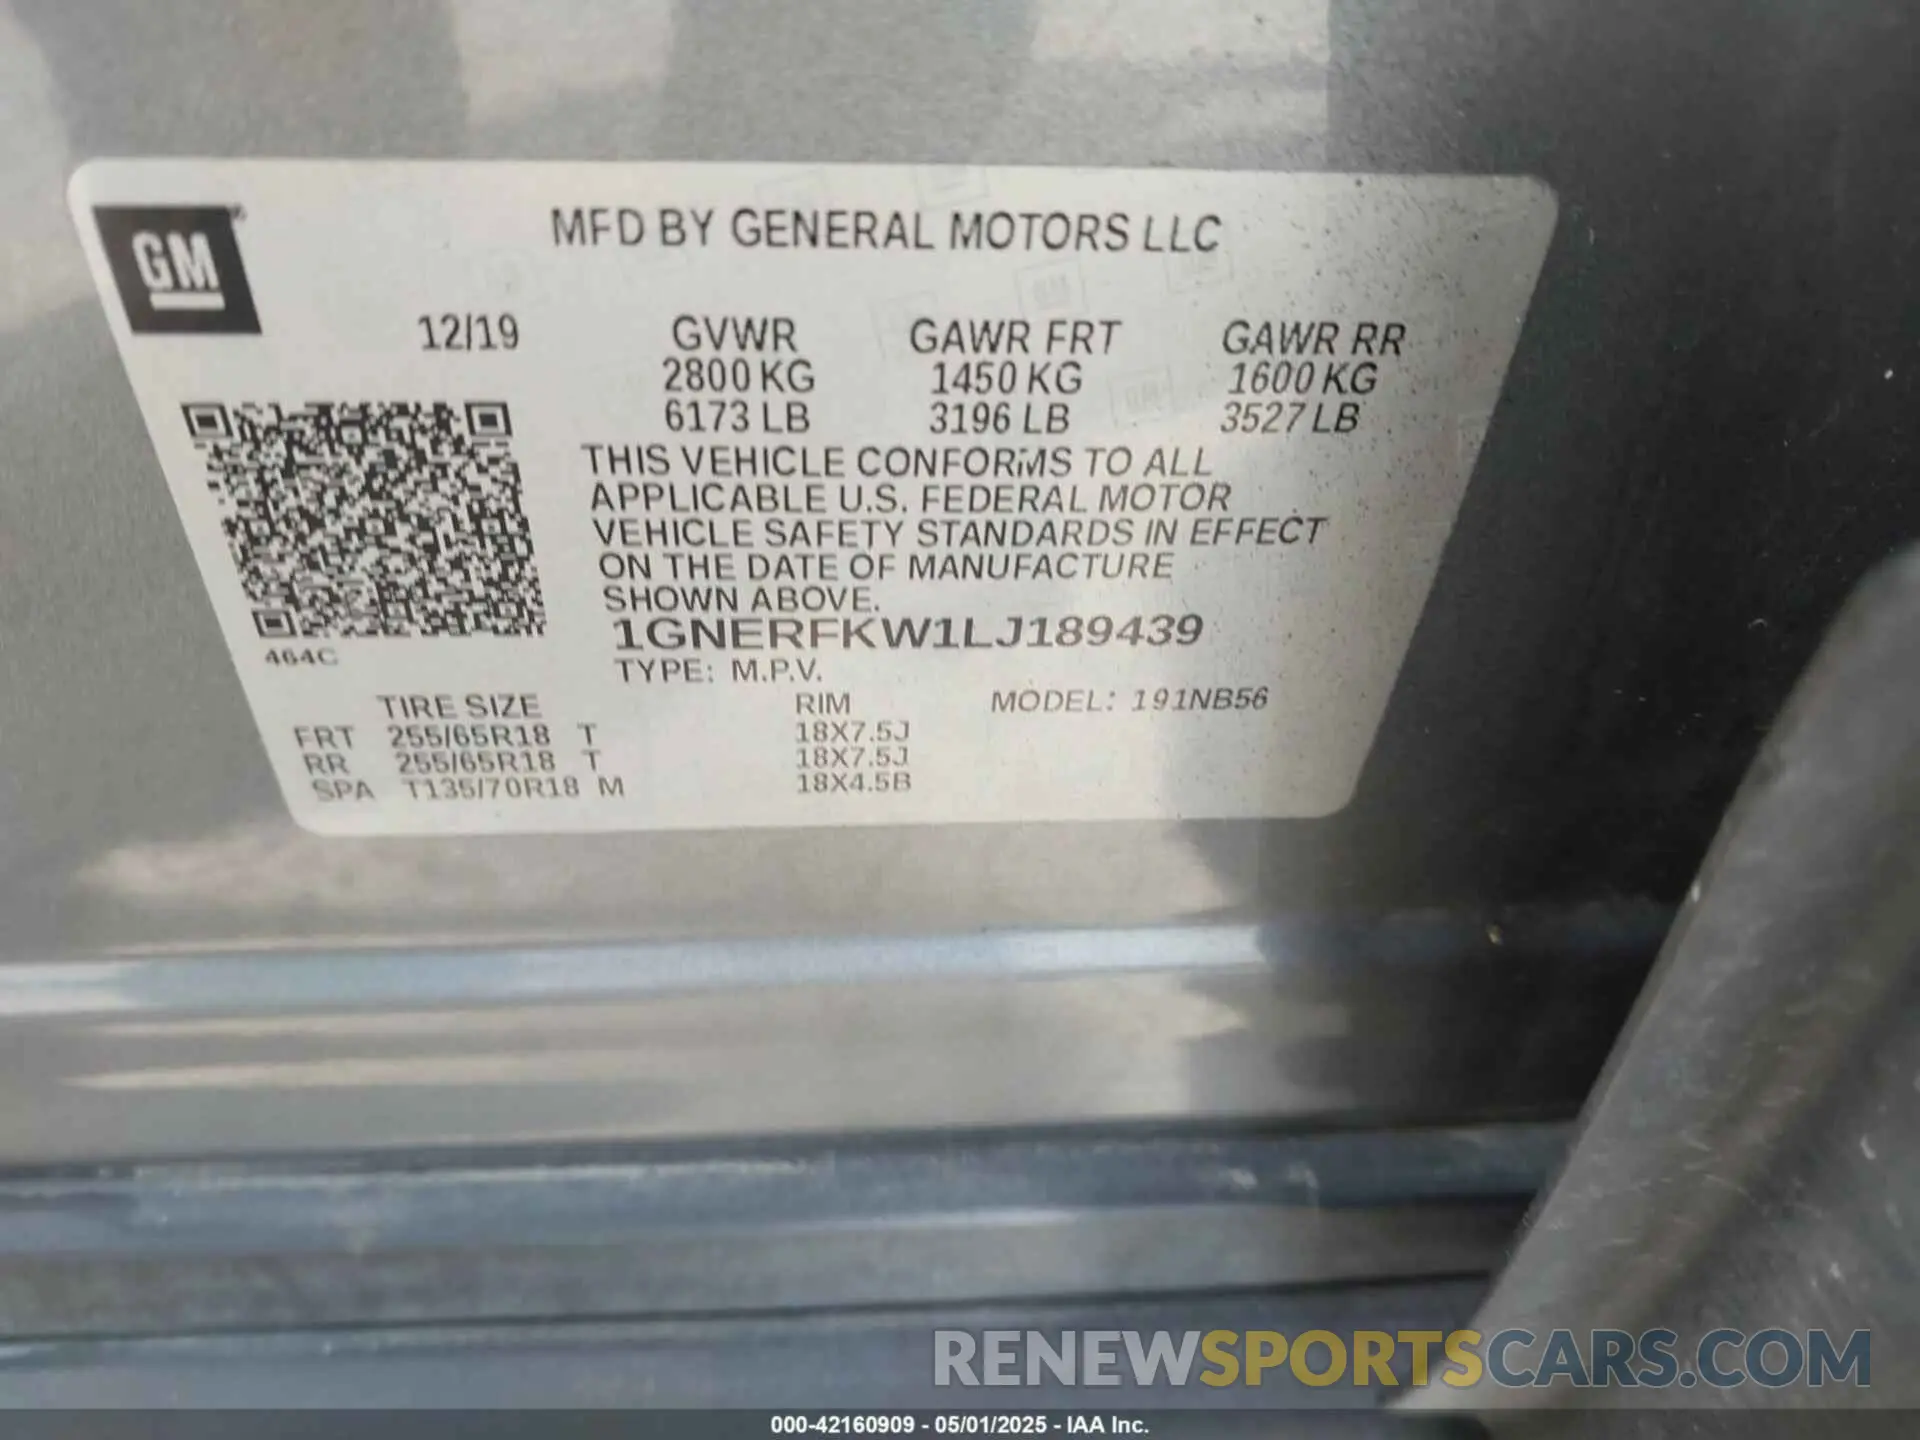 GM
MFD BY GENERAL MOTORS LLC
12/19 GVWR GAWR FRT GAWR RR
2800 KG 1450 KG 1600 KG
6173 LB 3196 LB 3527 LB
THIS VEHICLE CONFORMS TO ALL
APPLICABLE U.S. FEDERAL MOTOR
VEHICLE SAFETY STANDARDS IN EFFECT
ON THE DATE OF MANUFACTURE
SHOWN ABOVE.
1GNERFKW1LJ189439
464C
TYPE: M.P.V.
TIRE SIZE RIM MODEL: 191NB56
FRT 255/65R18 T 18X7.5J
RR 255/65R18 T 18X7.5J
SPA T135/70R18 M 18X4.5B
RENEWSPORTSCARS.COM
000-42160909 - 05/01/2025 - IAA Inc.